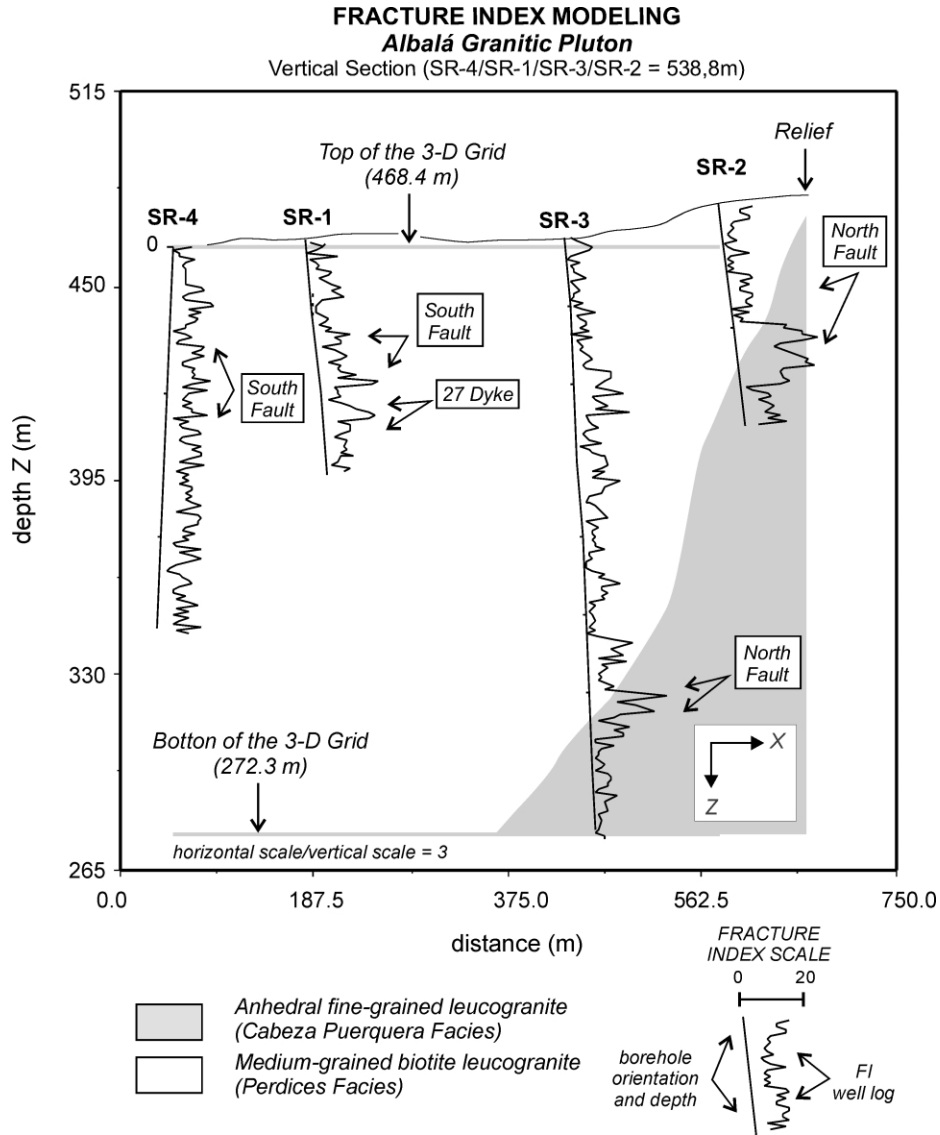 FRACTURE INDEX MODELING
Albalá Granitic Pluton
Vertical Section (SR-4/SR-1/SR-3/SR-2 = 538,8m)
515
450
395
330
265
depth Z (m)
Top of the 3-D Grid
(468.4 m)
Relief
SR-4
SR-1
SR-3
SR-2
0
North
Fault
South
Fault
South
Fault
27 Dyke
North
Fault
Botton of the 3-D Grid
(272.3 m)
X
Z
horizontal scale/vertical scale = 3
0.0
187.5
375.0
562.5
750.0
distance (m)
FRACTURE
INDEX SCALE
0
20
Anhedral fine-grained leucogranite
(Cabeza Puerquera Facies)
Medium-grained biotite leucogranite
(Perdices Facies)
borehole
orientation
and depth
FI
well log